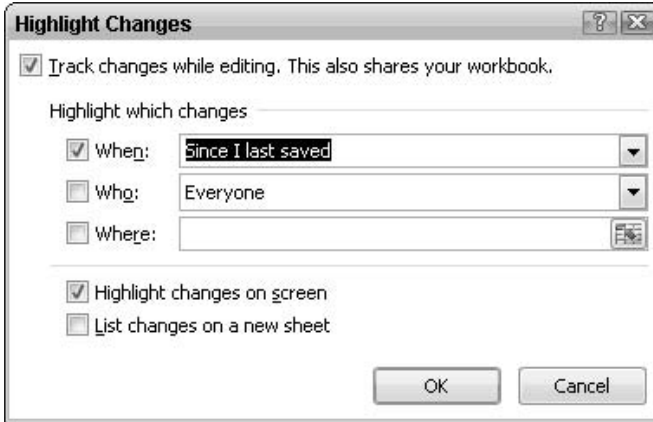 Highlight Changes
Track changes while editing. This also shares your workbook.
Highlight which changes
When: Since I last saved
Who: Everyone
Where:
Highlight changes on screen
List changes on a new sheet
OK Cancel